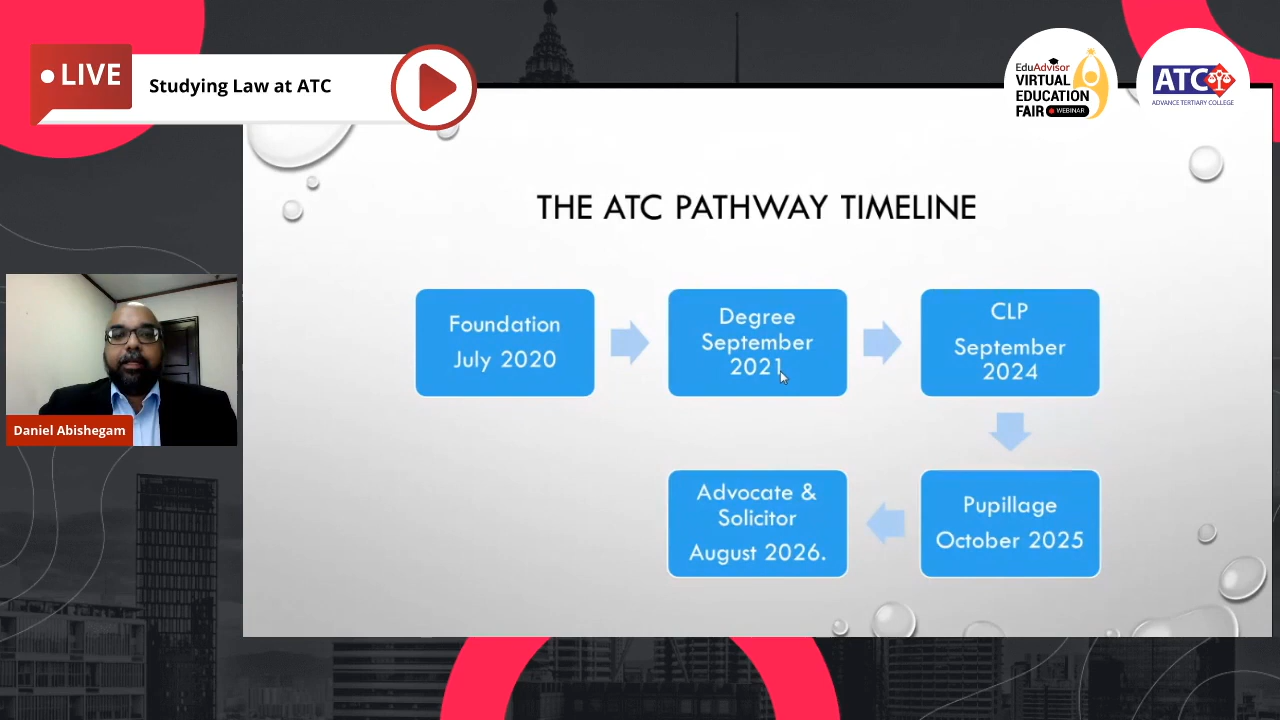 LIVE
Studying Law at ATC
EduAdvisor
VIRTUAL
EDUCATION
FAIR
WEBINAR
ATC
ADVANCE TERTIARY COLLEGE
THE ATC PATHWAY TIMELINE
Foundation
July 2020
Degree
September
2021
CLP
September
2024
Advocate &
Solicitor
August 2026.
Pupillage
October 2025
Daniel Abishegam